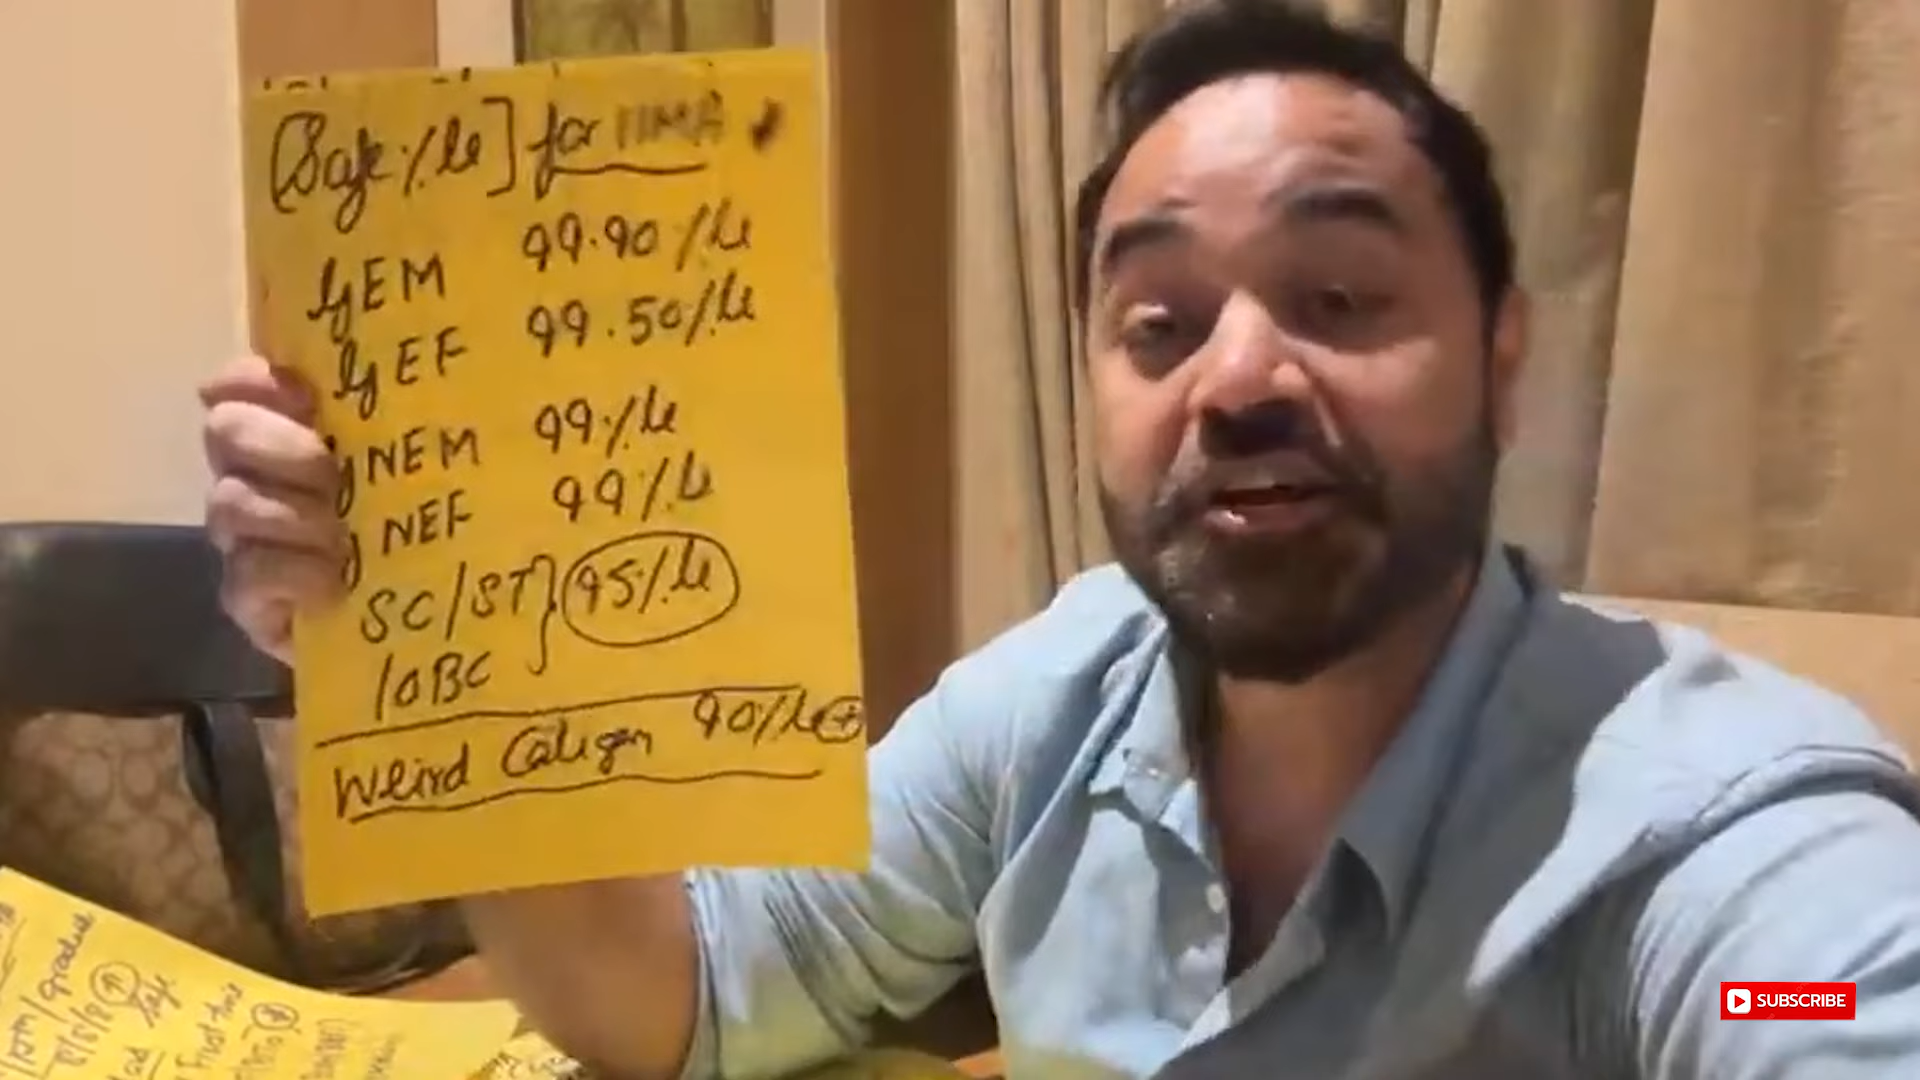 [Safe %le] for IIMA
GEM 99.90 %le
GEF 99.50 %le
G NEM 99 %le
G NEF 99 %le
SC/ST } 95 %le
/OBC
Weird Category 90 %le +
SUBSCRIBE